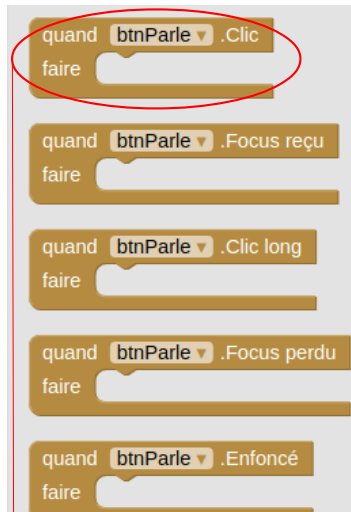 quand btnParle .Clic
faire
quand btnParle .Focus reçu
faire
quand btnParle .Clic long
faire
quand btnParle .Focus perdu
faire
quand btnParle .Enfoncé
faire